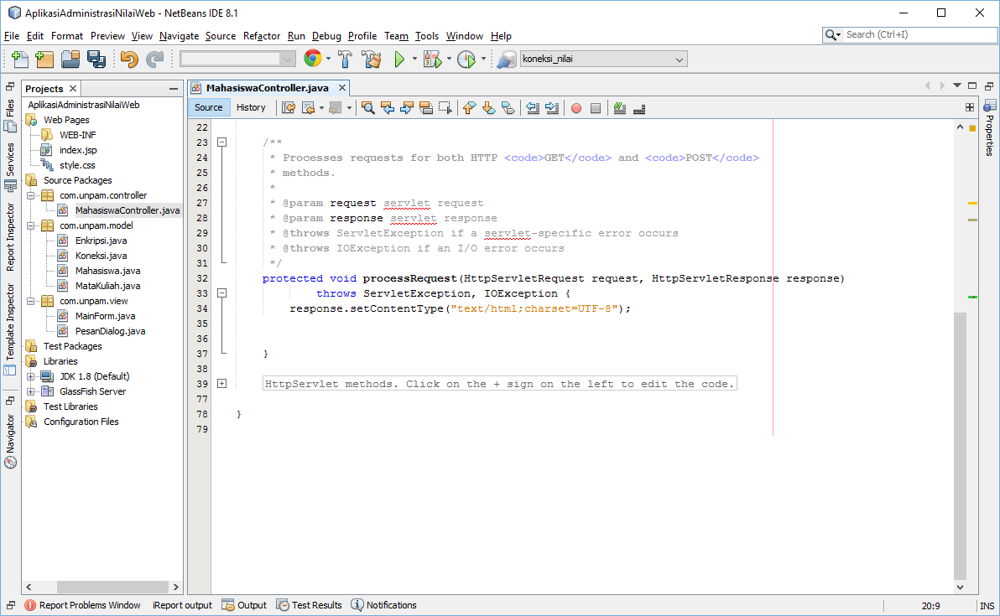 AplikasiAdministrasiNilaiWeb - NetBeans IDE 8.1
File Edit Format Preview View Navigate Source Refactor Run Debug Profile Team Tools Window Help
Search (Ctrl+I)
koneksi_nilai
Projects
Files
Services
Report Inspector
Template Inspector
Navigator
AplikasiAdministrasiNilaiWeb
Web Pages
WEB-INF
index.jsp
style.css
Source Packages
com.unpam.controller
MahasiswaController.java
com.unpam.model
Enkripsi.java
Koneksi.java
Mahasiswa.java
MataKuliah.java
com.unpam.view
MainForm.java
PesanDialog.java
Test Packages
Libraries
JDK 1.8 (Default)
GlassFish Server
Test Libraries
Configuration Files
MahasiswaController.java
Source History
22
23 /**
24 * Processes requests for both HTTP <code>GET</code> and <code>POST</code>
25 * methods.
26 *
27 * @param request servlet request
28 * @param response servlet response
29 * @throws ServletException if a servlet-specific error occurs
30 * @throws IOException if an I/O error occurs
31 */
32 protected void processRequest(HttpServletRequest request, HttpServletResponse response)
33 throws ServletException, IOException {
34 response.setContentType("text/html;charset=UTF-8");
35
36
37 }
38
39 HttpServlet methods. Click on the + sign on the left to edit the code.
77
78 }
79
Properties
Report Problems Window iReport output Output Test Results Notifications
20:9 INS